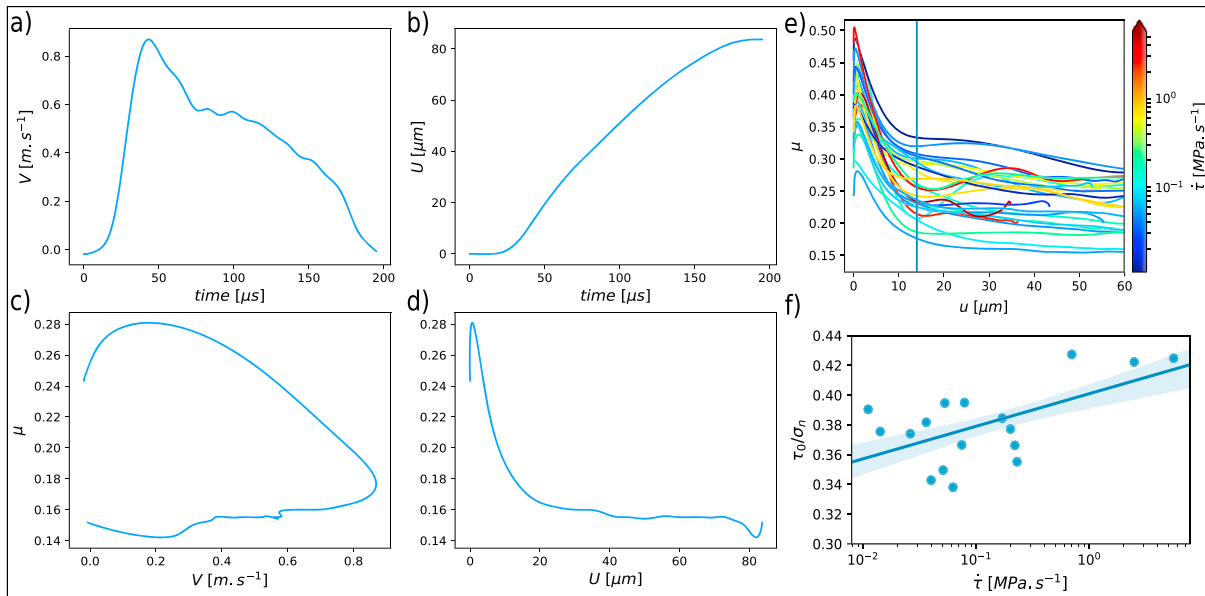 a)
0.8
0.6
0.4
0.2
0.0
V [m.s⁻¹]
0 50 100 150 200
time [μs]
b)
80
60
40
20
0
U [μm]
0 50 100 150 200
time [μs]
c)
0.28
0.26
0.24
0.22
0.20
0.18
0.16
0.14
μ
0.0 0.2 0.4 0.6 0.8
V [m.s⁻¹]
d)
0.28
0.26
0.24
0.22
0.20
0.18
0.16
0.14
0 20 40 60 80
U [μm]
e)
0.50
0.45
0.40
0.35
0.30
0.25
0.20
0.15
μ
0 10 20 30 40 50 60
u [μm]
10⁰
10⁻¹
τ̇ [MPa.s⁻¹]
f)
0.44
0.42
0.40
0.38
0.36
0.34
0.32
0.30
τ₀/σₙ
10⁻² 10⁻¹ 10⁰
τ̇ [MPa.s⁻¹]